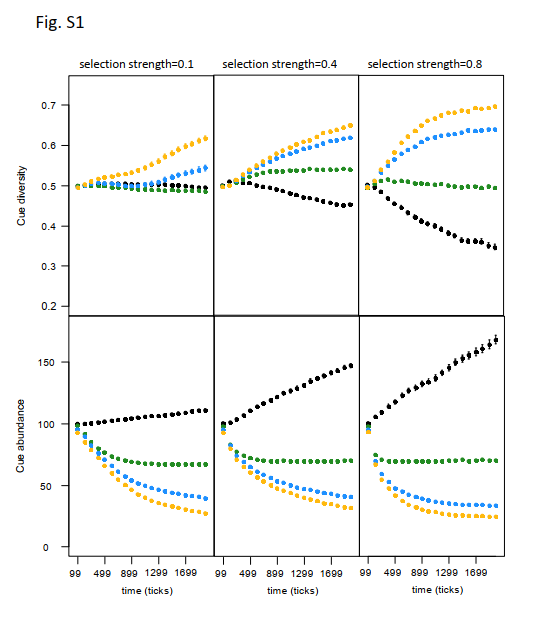 Fig. S1
selection strength=0.1 selection strength=0.4 selection strength=0.8
Cue diversity
0.7
0.6
0.5
0.4
0.3
0.2
Cue abundance
150
100
50
0
99 499 899 1299 1699 99 499 899 1299 1699 99 499 899 1299 1699
time (ticks) time (ticks) time (ticks)